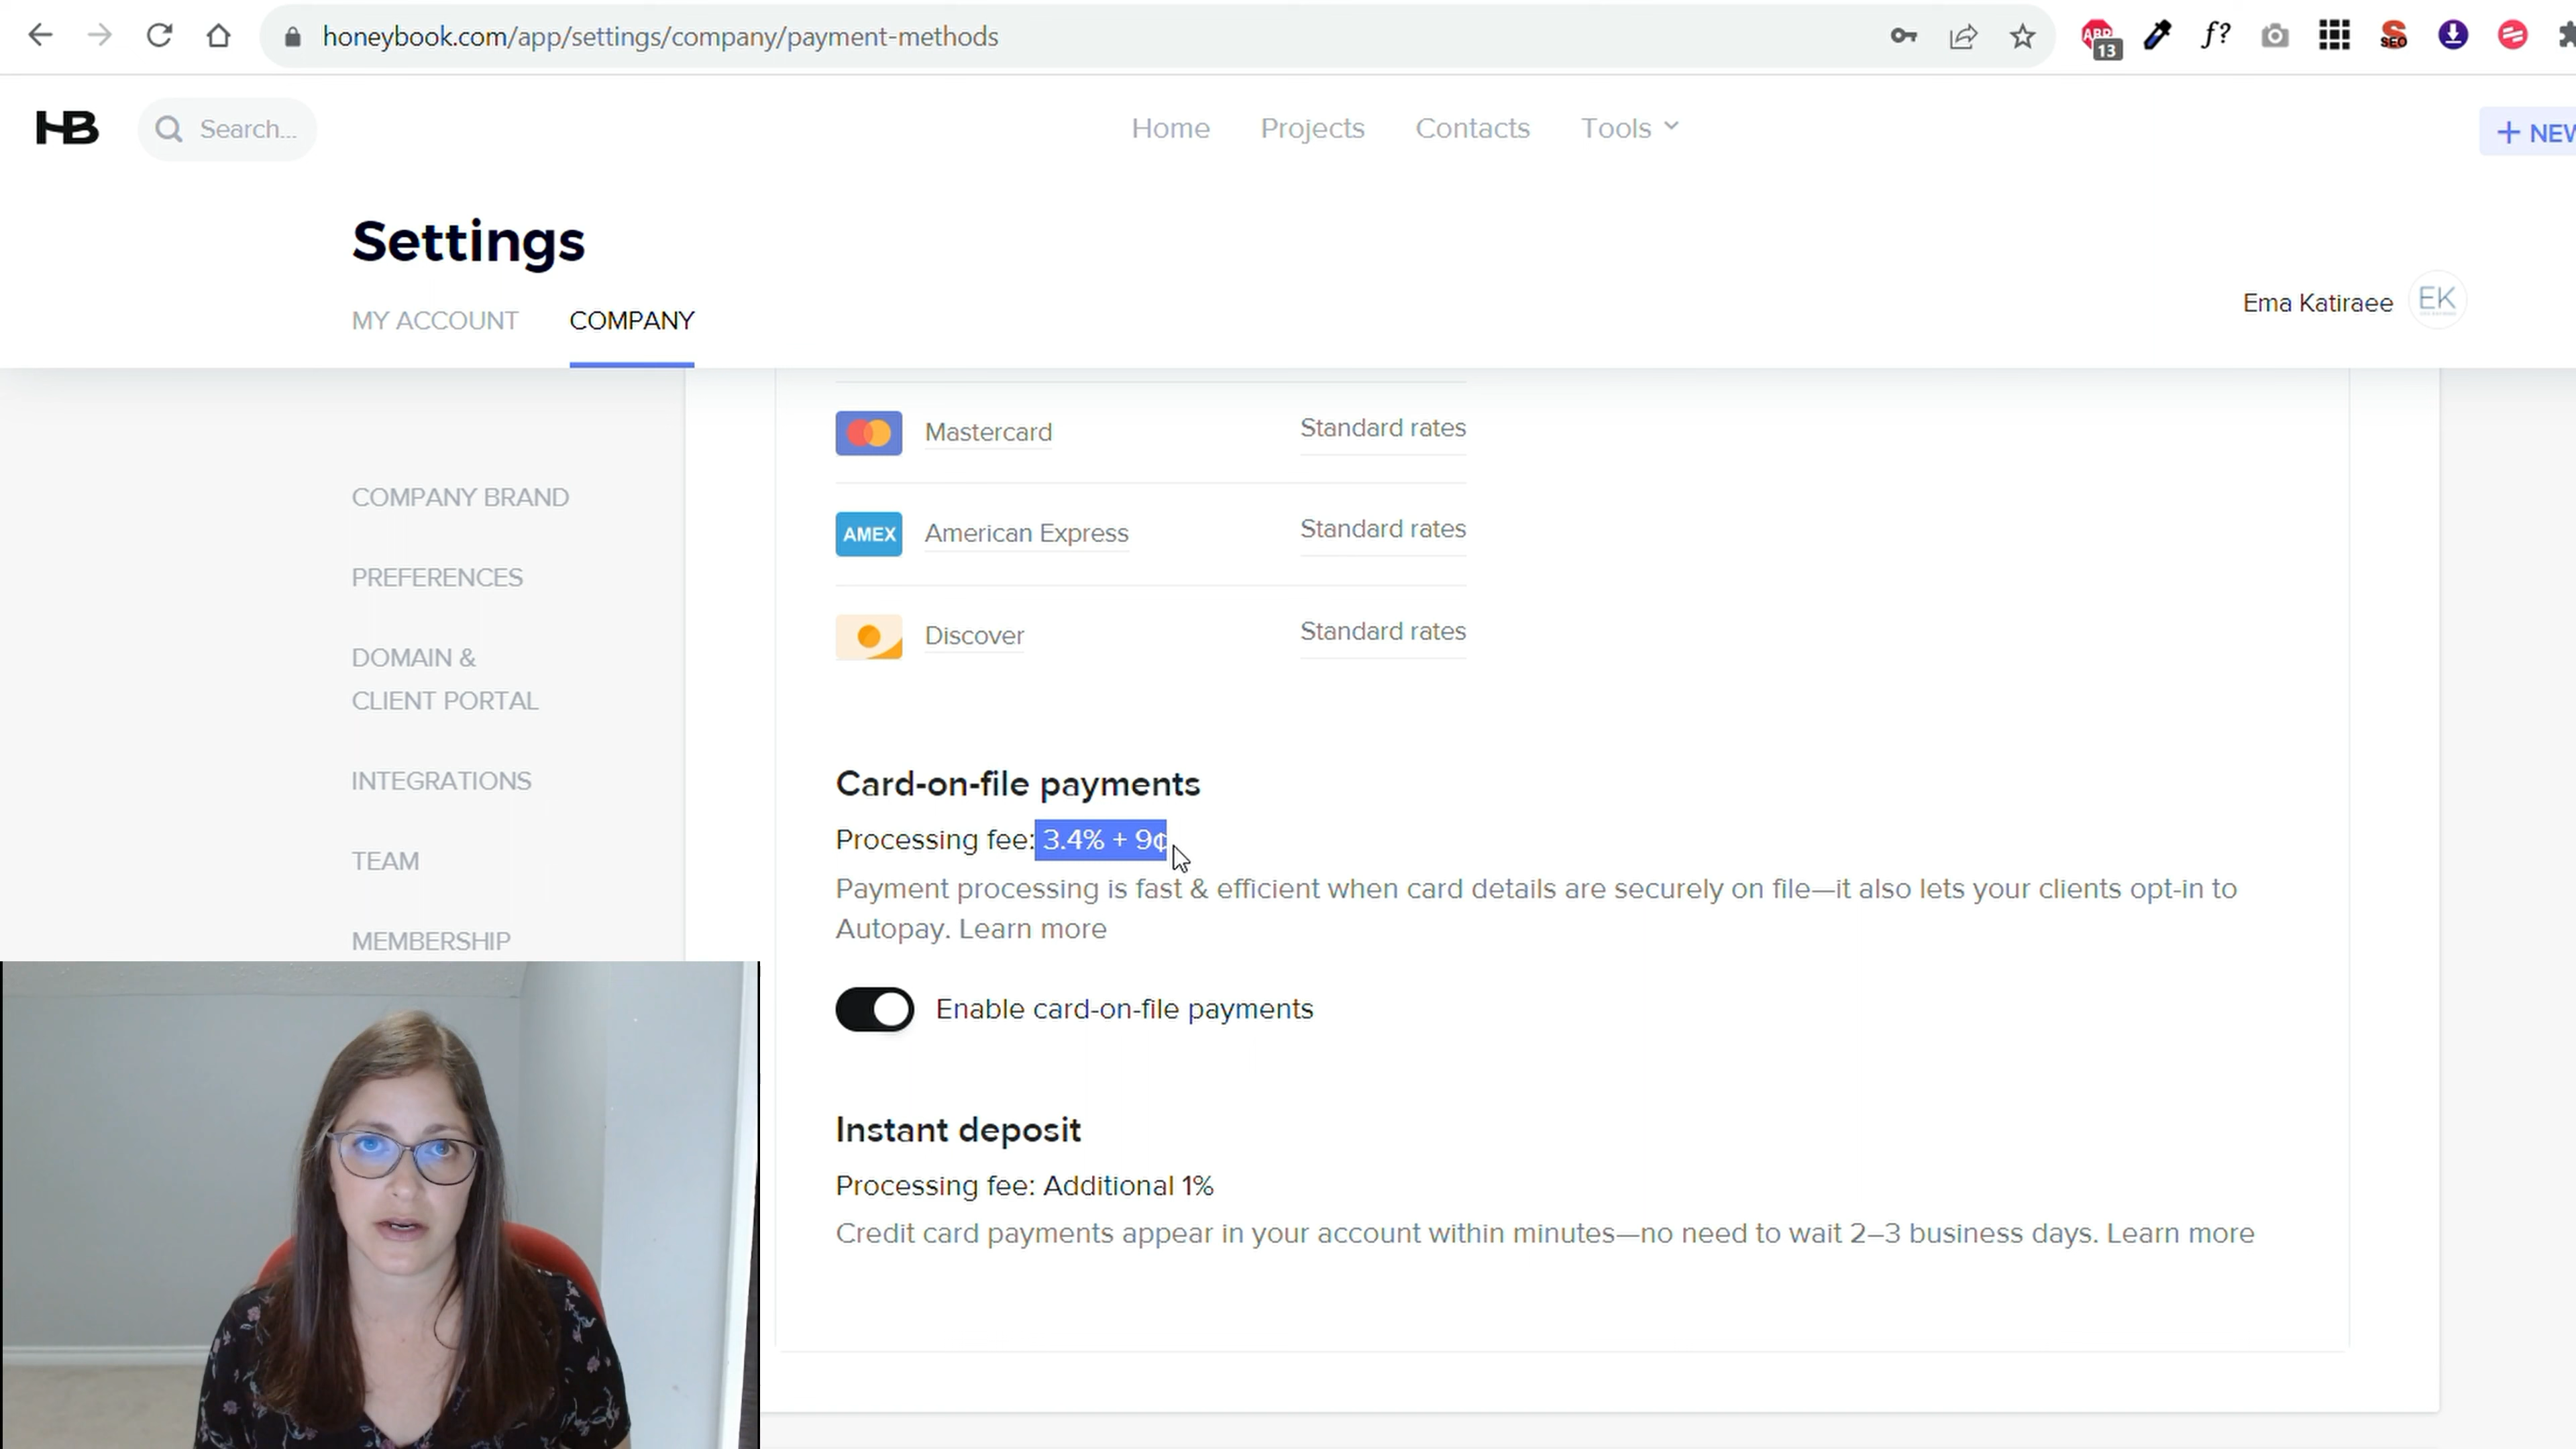 honeybook.com/app/settings/company/payment-methods
ABP
13
f?
SEO
HB
Search...
Home
Projects
Contacts
Tools
+ NEW
Settings
MY ACCOUNT
COMPANY
Ema Katiraee
EK
COMPANY BRAND
PREFERENCES
DOMAIN &
CLIENT PORTAL
INTEGRATIONS
TEAM
MEMBERSHIP
Mastercard
Standard rates
AMEX
American Express
Standard rates
Discover
Standard rates
Card-on-file payments
Processing fee: 3.4% + 9¢
Payment processing is fast & efficient when card details are securely on file—it also lets your clients opt-in to
Autopay. Learn more
Enable card-on-file payments
Instant deposit
Processing fee: Additional 1%
Credit card payments appear in your account within minutes—no need to wait 2–3 business days. Learn more